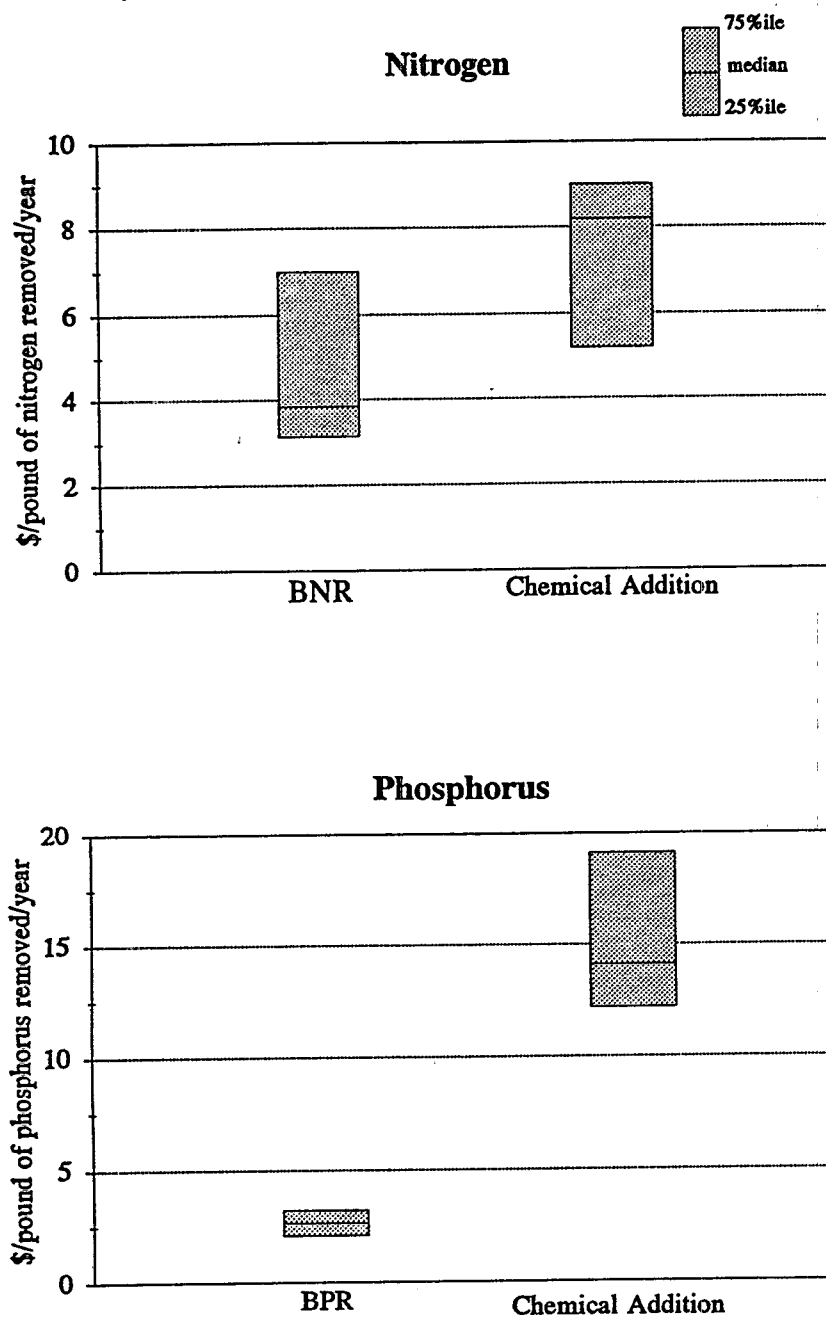 75%ile
Nitrogen
median
25%ile
$/pound of nitrogen removed/year
10
8
6
4
2
0
BNR
Chemical Addition
Phosphorus
$/pound of phosphorus removed/year
20
15
10
5
0
BPR
Chemical Addition